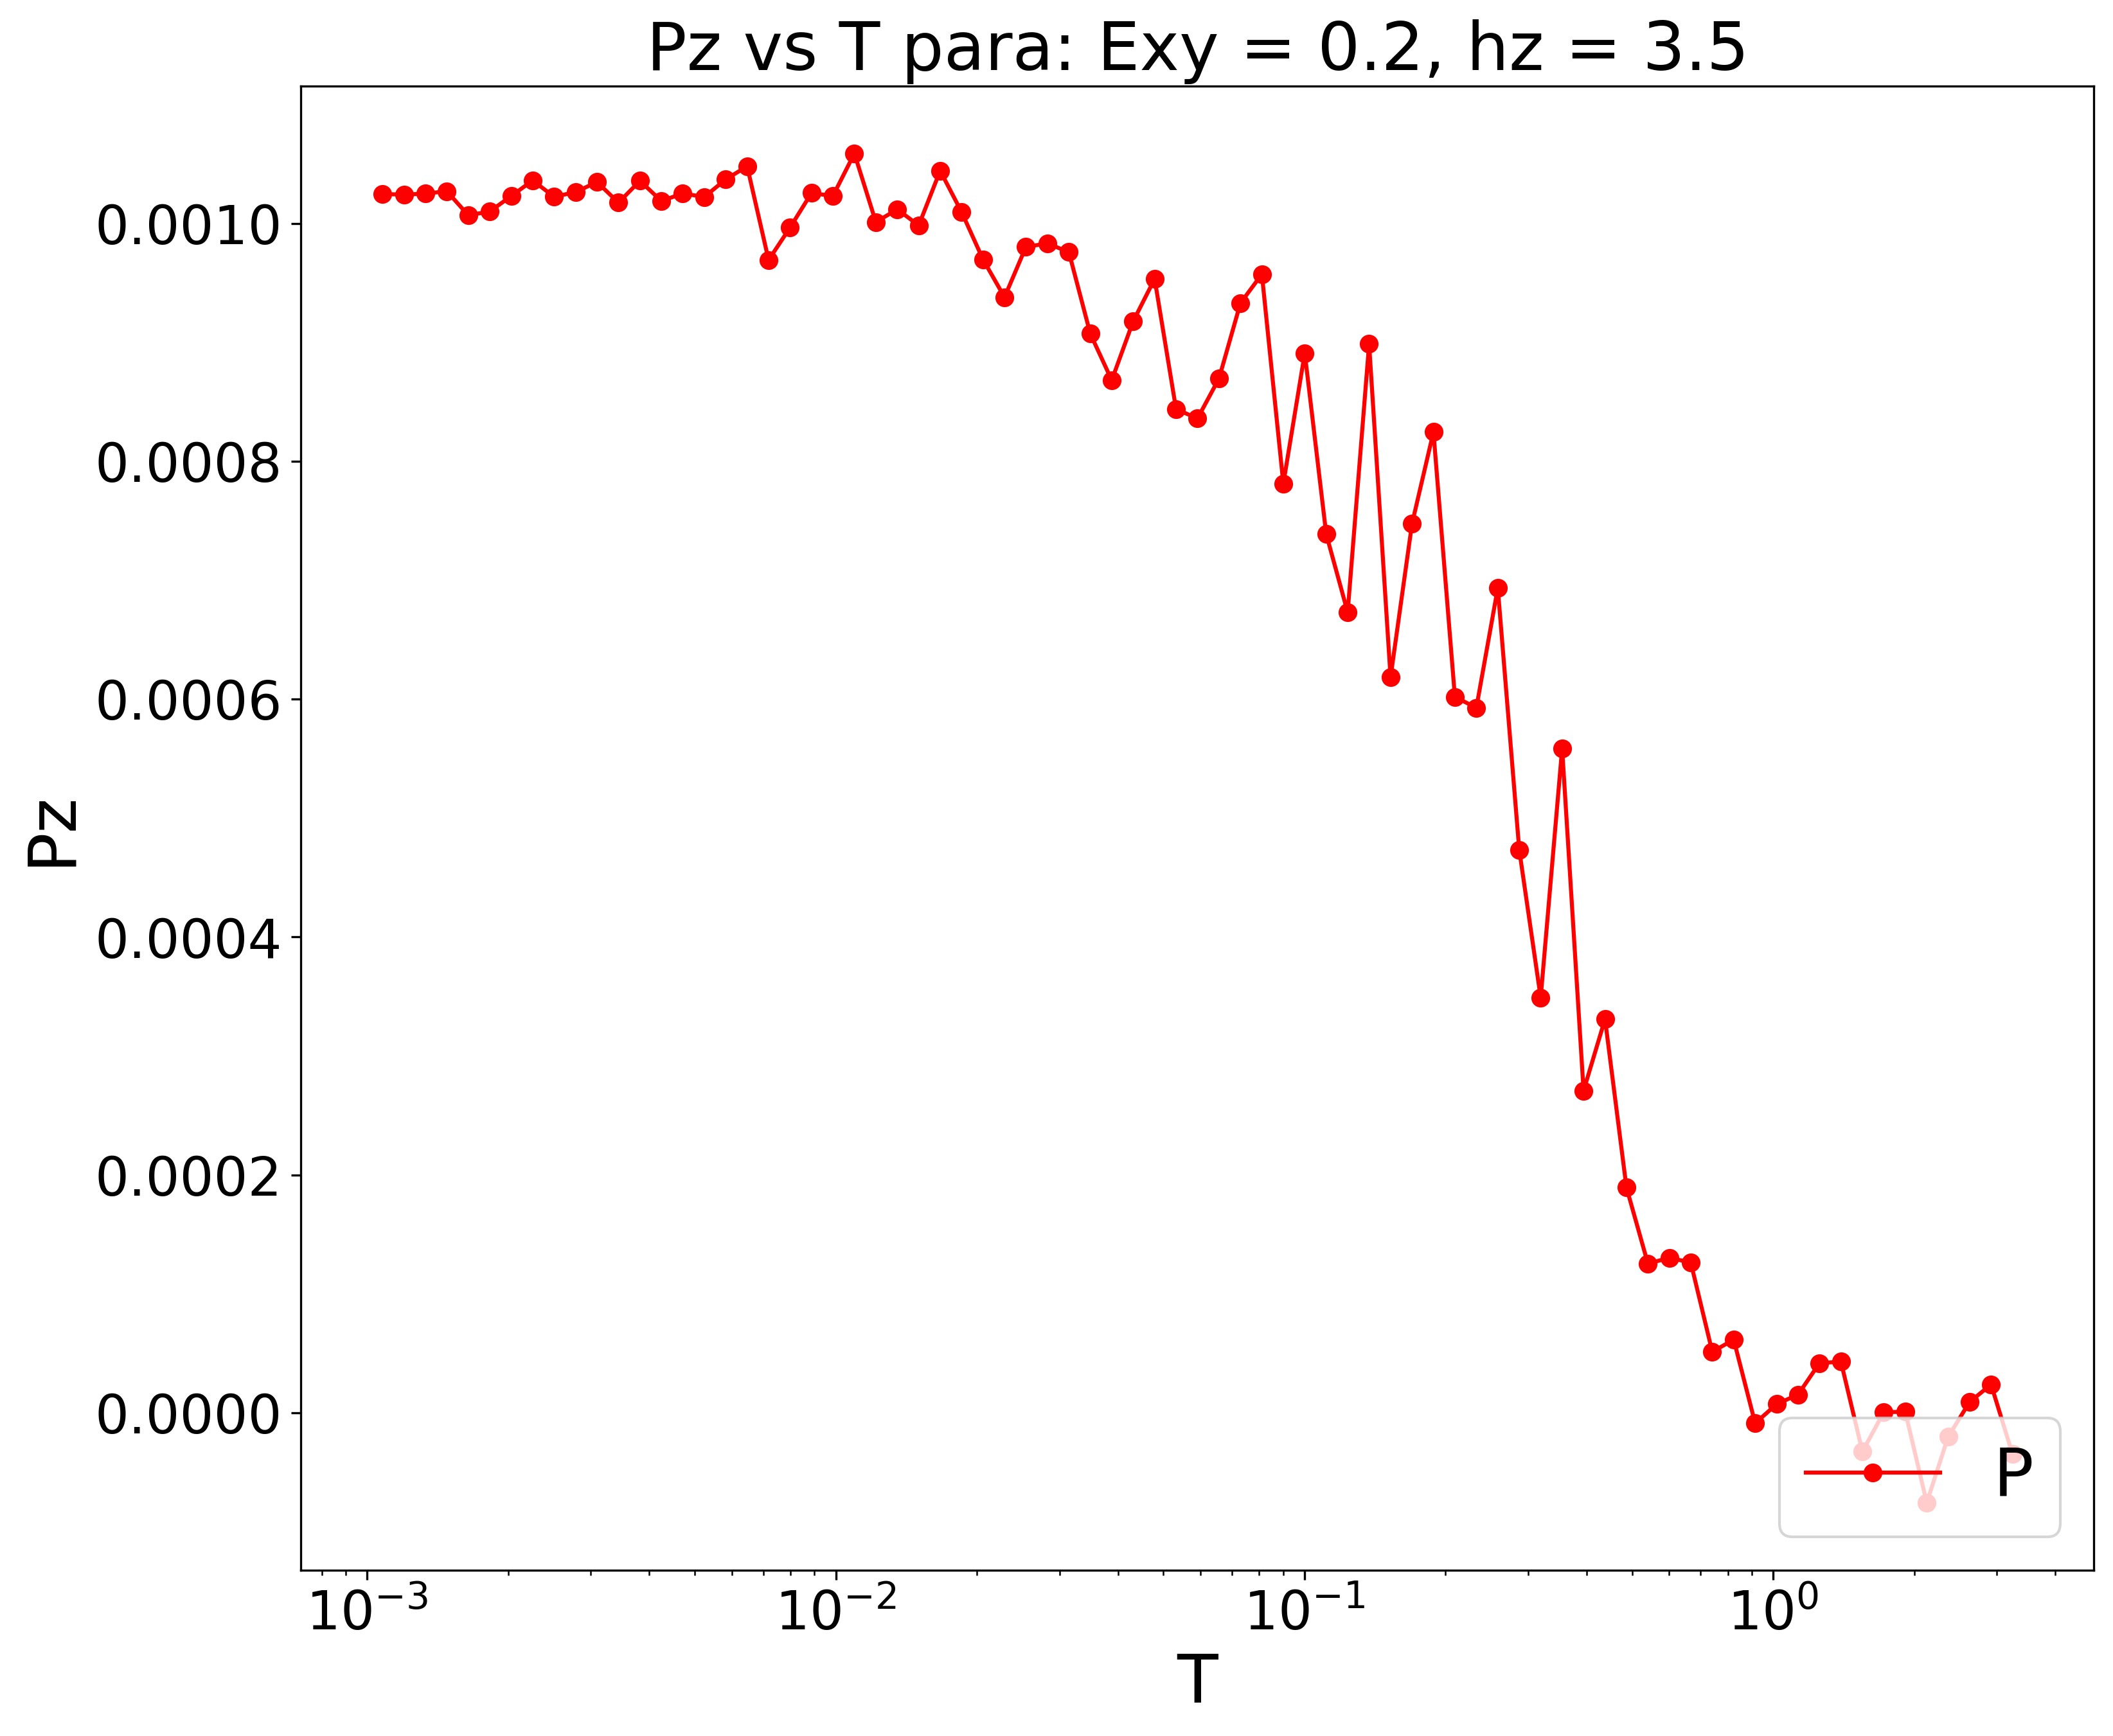 Pz vs T para: Exy = 0.2, hz = 3.5
Pz
0.0010
0.0008
0.0006
0.0004
0.0002
0.0000
P
10⁻³ 10⁻² 10⁻¹ 10⁰
T